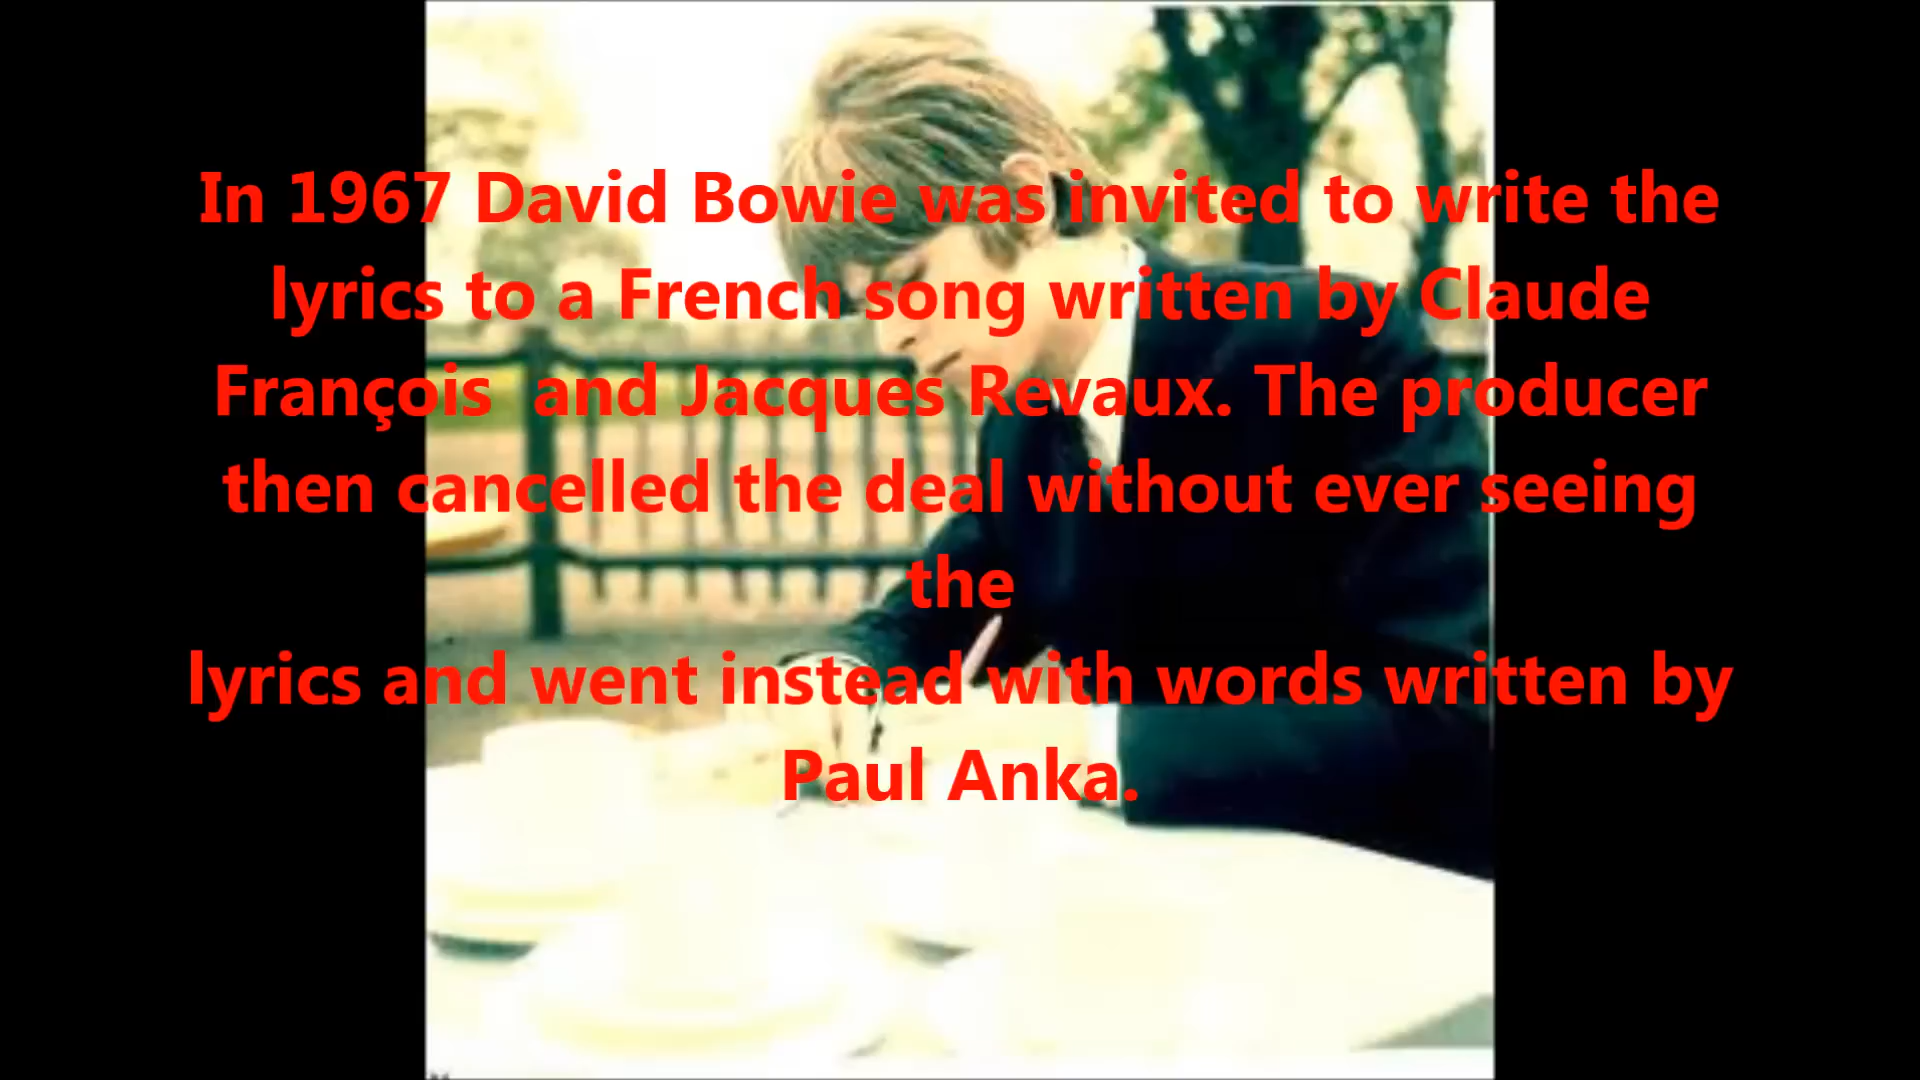 In 1967 David Bowie was invited to write the
lyrics to a French song written by Claude
François  and Jacques Revaux. The producer
then cancelled the deal without ever seeing
the
lyrics and went instead with words written by
Paul Anka.